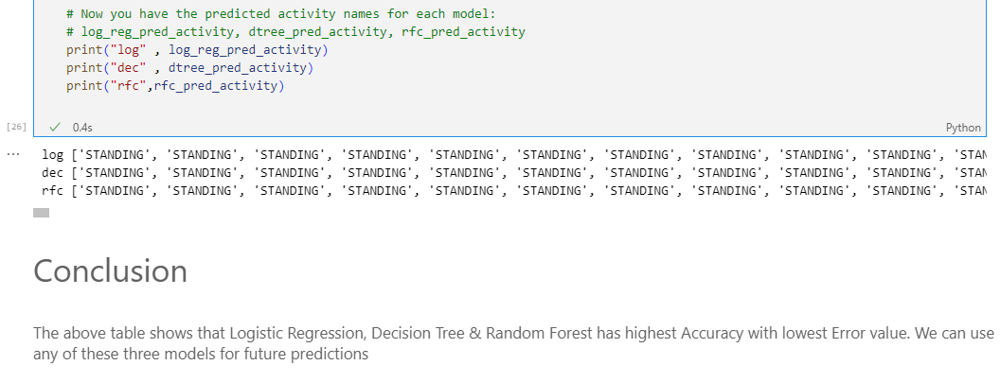 # Now you have the predicted activity names for each model:
# log_reg_pred_activity, dtree_pred_activity, rfc_pred_activity
print("log" , log_reg_pred_activity)
print("dec" , dtree_pred_activity)
print("rfc",rfc_pred_activity)
[26] ✓ 0.4s Python
... log ['STANDING', 'STANDING', 'STANDING', 'STANDING', 'STANDING', 'STANDING', 'STANDING', 'STANDING', 'STANDING', 'STANDING', 'STAN
dec ['STANDING', 'STANDING', 'STANDING', 'STANDING', 'STANDING', 'STANDING', 'STANDING', 'STANDING', 'STANDING', 'STANDING', 'STAN
rfc ['STANDING', 'STANDING', 'STANDING', 'STANDING', 'STANDING', 'STANDING', 'STANDING', 'STANDING', 'STANDING', 'STANDING', 'STAN
Conclusion
The above table shows that Logistic Regression, Decision Tree & Random Forest has highest Accuracy with lowest Error value. We can use
any of these three models for future predictions